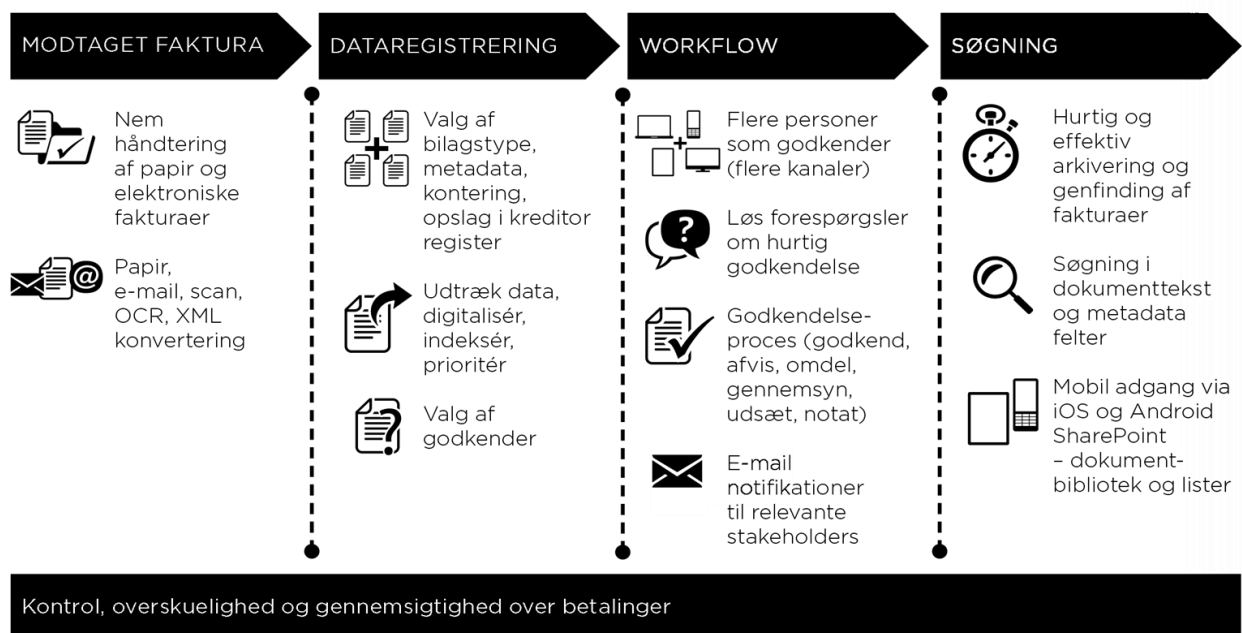 MODTAGET FAKTURA
DATAREGISTRERING
WORKFLOW
SØGNING
Nem
håndtering
af papir og
elektroniske
fakturaer
Papir,
e-mail, scan,
OCR, XML
konvertering
Valg af
bilagstype,
metadata,
kontering,
opslag i kreditor
register
Udtræk data,
digitalisér,
indeksér,
prioritér
Valg af
godkender
Flere personer
som godkender
(flere kanaler)
Løs forespørgsler
om hurtig
godkendelse
Godkendelse-
proces (godkend,
afvis, omdel,
gennemsyn,
udsæt, notat)
E-mail
notifikationer
til relevante
stakeholders
Hurtig og
effektiv
arkivering og
genfinding af
fakturaer
Søgning i
dokumenttekst
og metadata
felter
Mobil adgang via
iOS og Android
SharePoint
– dokument-
bibliotek og lister
Kontrol, overskuelighed og gennemsigtighed over betalinger